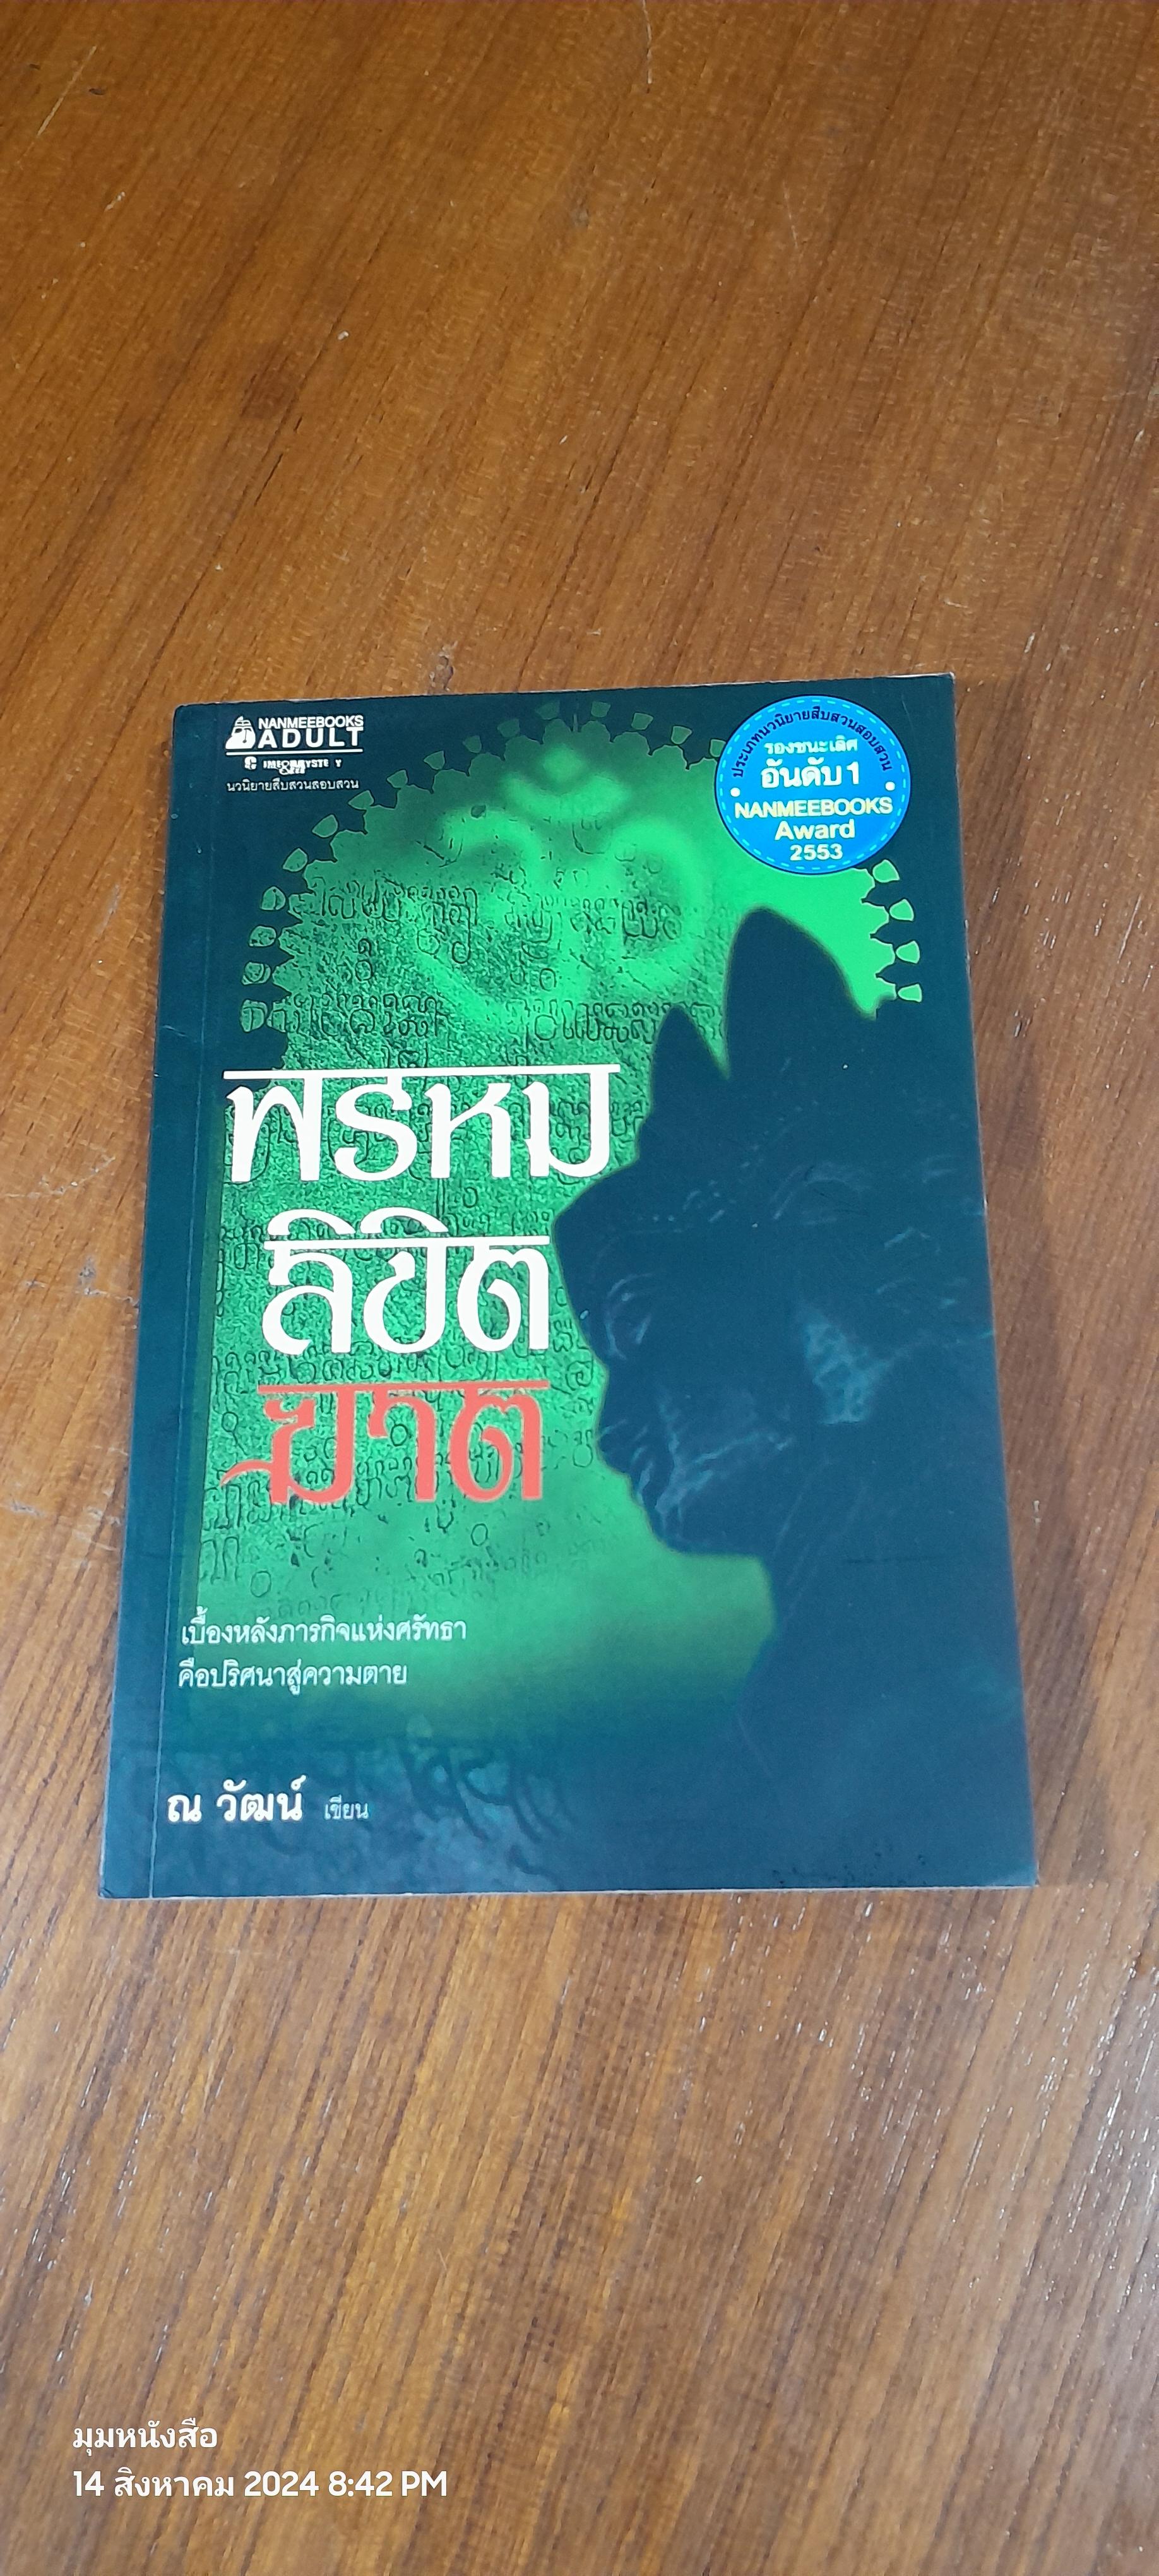 NANMEEBOOKS
ADULT
นวนิยายสืบสวนสอบสวน
ประเภทนวนิยายสืบสวนสอบสวน
รองชนะเลิศ
อันดับ 1
NANMEEBOOKS
Award
2553
พรหม
ลิขิต
ฆาต
เบื้องหลังภารกิจแห่งศรัทธา
คือปริศนาสู่ความตาย
ณ วัฒน์ เขียน
มุมหนังสือ
14 สิงหาคม 2024 8:42 PM